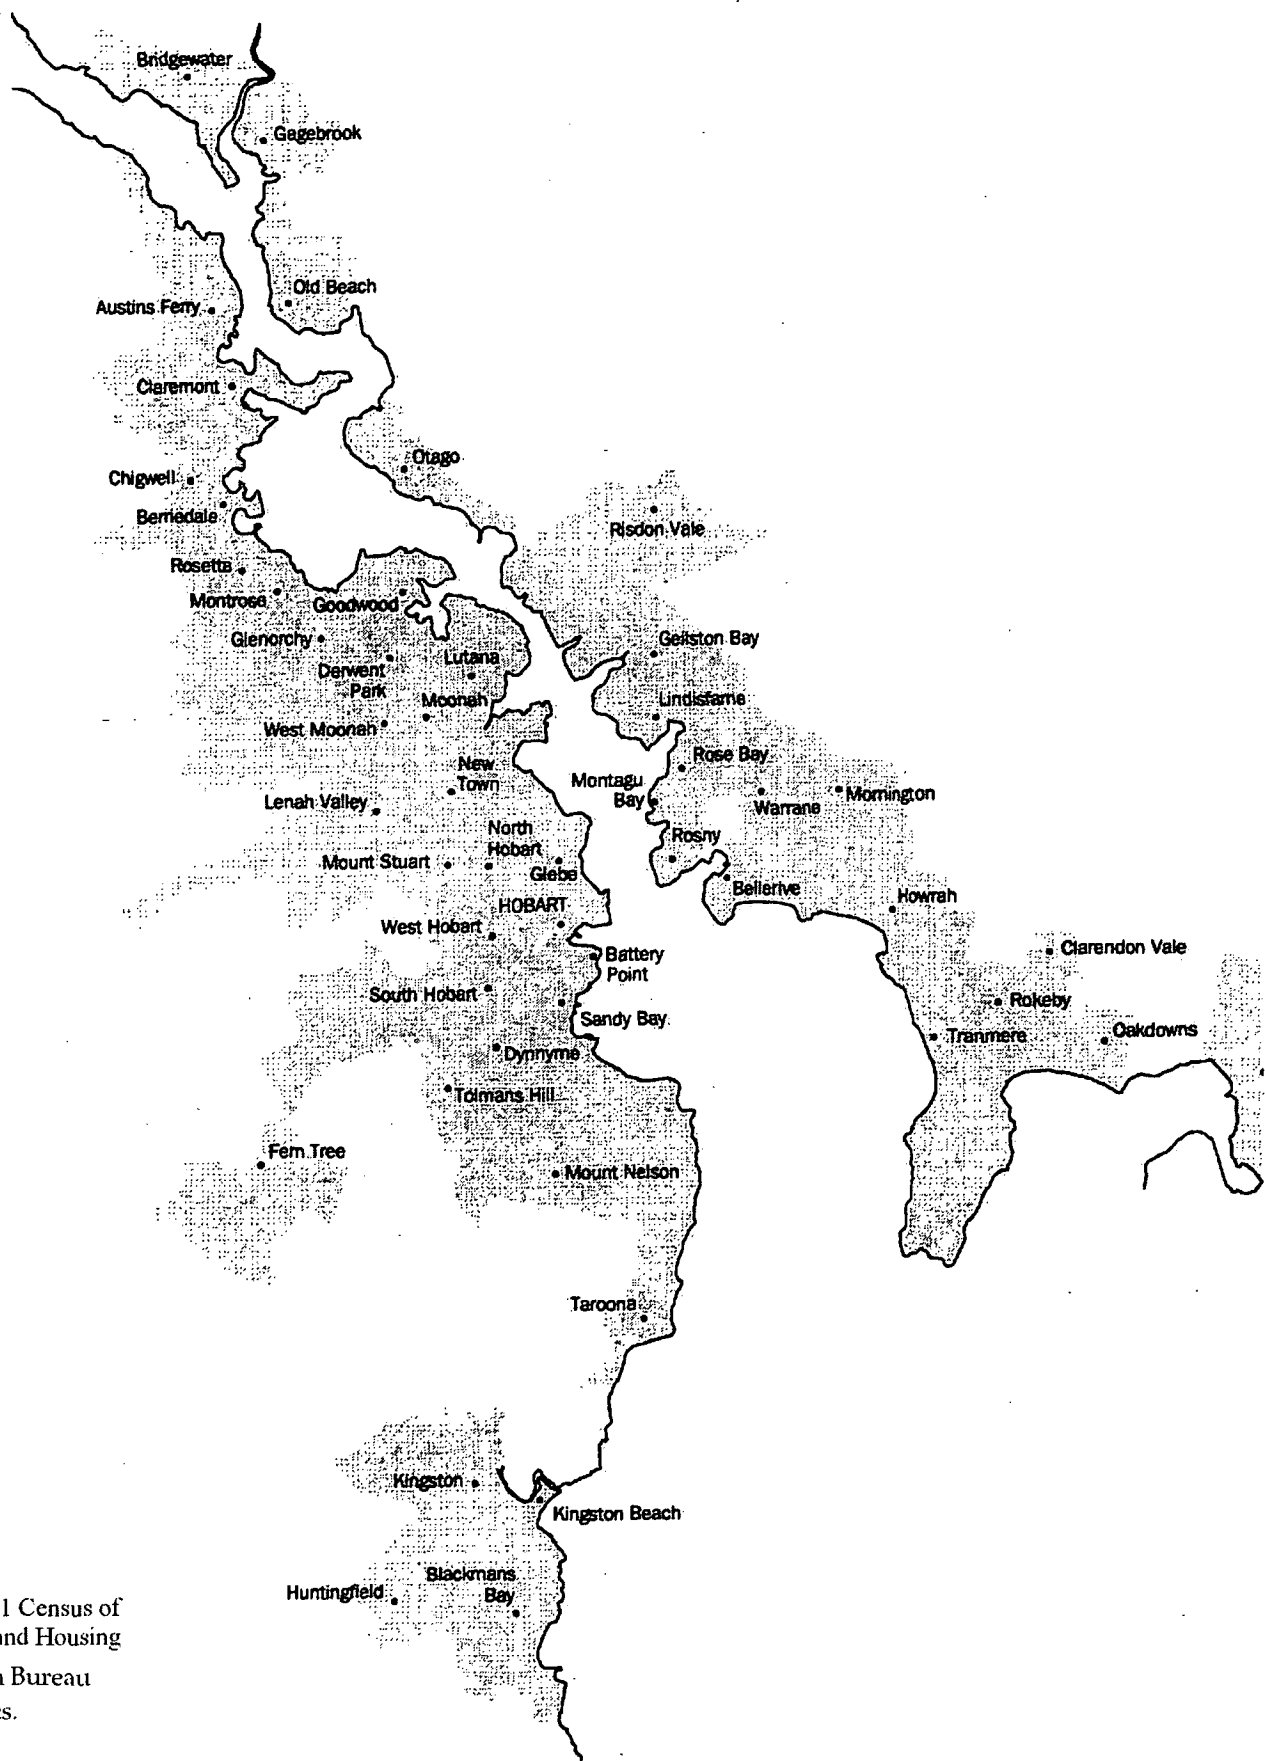 Bridgewater
Gagebrook
Old Beach
Austins Ferry
Claremont
Otago
Chigwell
Berriedale
Risdon Vale
Rosetta
Montrose
Goodwood
Glenorchy
Geilston Bay
Derwent
Park
Lutana
Moonah
Lindisfarne
West Moonah
Rose Bay
New
Town
Montagu
Bay
Warrane
Mornington
Lenah Valley
North
Hobart
Rosny
Mount Stuart
Glebe
Bellerive
HOBART
Howrah
West Hobart
Battery
Point
Clarendon Vale
South Hobart
Rokeby
Sandy Bay
Tranmere
Oakdowns
Dynnyrne
Tolmans Hill
Fern Tree
Mount Nelson
Taroona
Kingston
Kingston Beach
Blackmans
Bay
Huntingfield
1 Census of
and Housing
Bureau